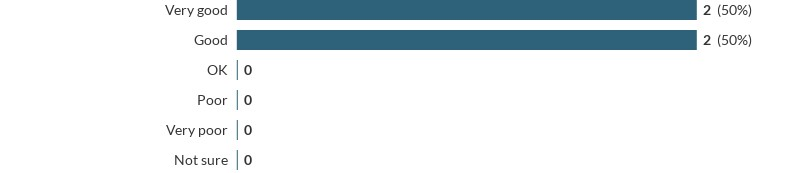 Very good 2 (50%)
Good 2 (50%)
OK 0
Poor 0
Very poor 0
Not sure 0